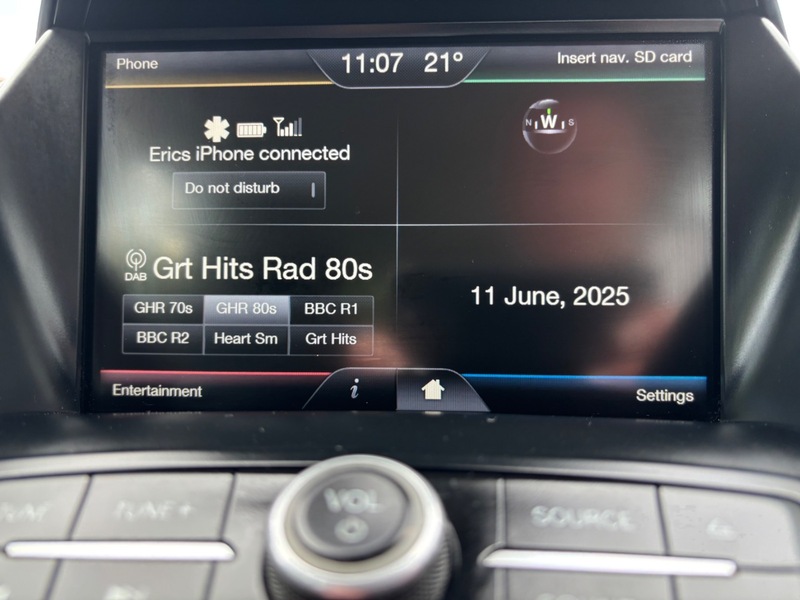 Phone
11:07 21°
Insert nav. SD card
Erics iPhone connected
Do not disturb
N W S
DAB
Grt Hits Rad 80s
GHR 70s GHR 80s BBC R1
BBC R2 Heart Sm Grt Hits
11 June, 2025
Entertainment
i
Settings
TUNE TUNE +
VOL
SOURCE